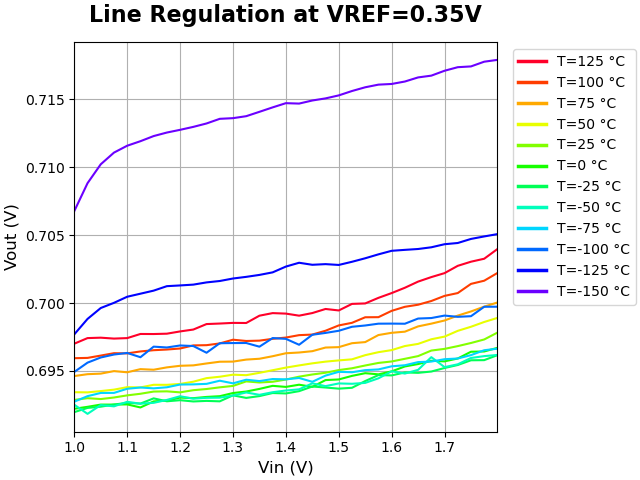 Line Regulation at VREF=0.35V
Vout (V)
0.715
0.710
0.705
0.700
0.695
1.0 1.1 1.2 1.3 1.4 1.5 1.6 1.7
Vin (V)
T=125 °C
T=100 °C
T=75 °C
T=50 °C
T=25 °C
T=0 °C
T=-25 °C
T=-50 °C
T=-75 °C
T=-100 °C
T=-125 °C
T=-150 °C